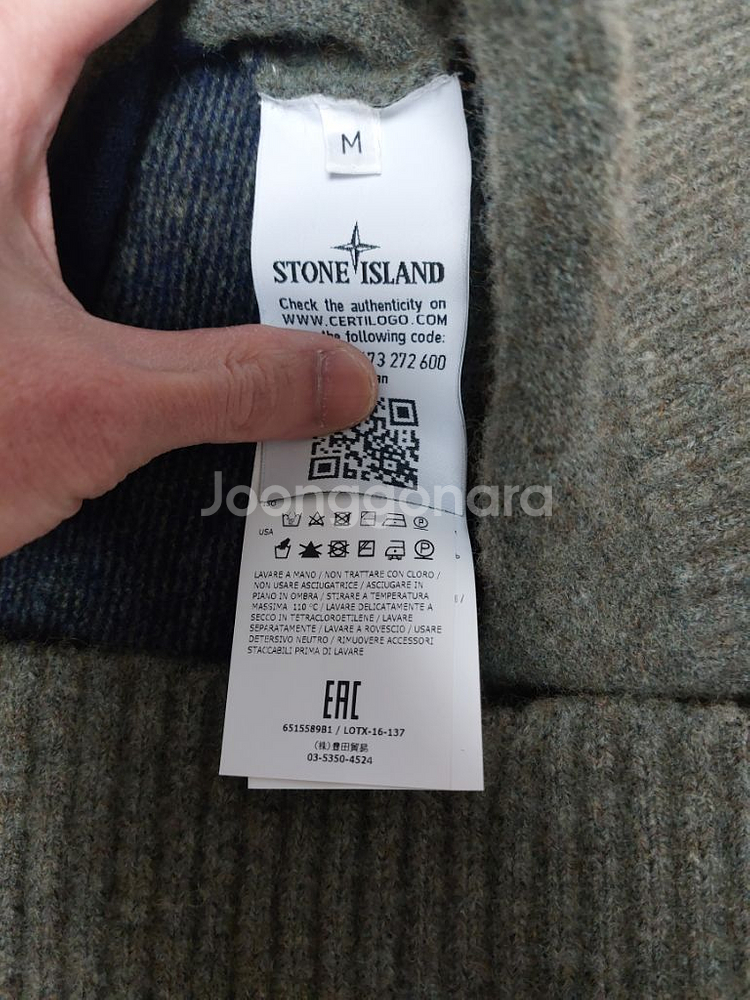 M
STONE ISLAND
Check the authenticity on
WWW.CERTILOGO.COM
the following code:
73 272 600
Joonggonara
ISO
USA
LAVARE A MANO / NON TRATTARE CON CLORO /
NON USARE ASCIUGATRICE / ASCIUGARE IN
PIANO IN OMBRA / STIRARE A TEMPERATURA
MASSIMA 110 °C / LAVARE DELICATAMENTE A
SECCO IN TETRACLOROETILENE / LAVARE
SEPARATAMENTE / LAVARE A ROVESCIO / USARE
DETERSIVO NEUTRO / RIMUOVERE ACCESSORI
STACCABILI PRIMA DI LAVARE
EAC
6515589B1 / LOTX-16-137
(株)豊田貿易
03-5350-4524